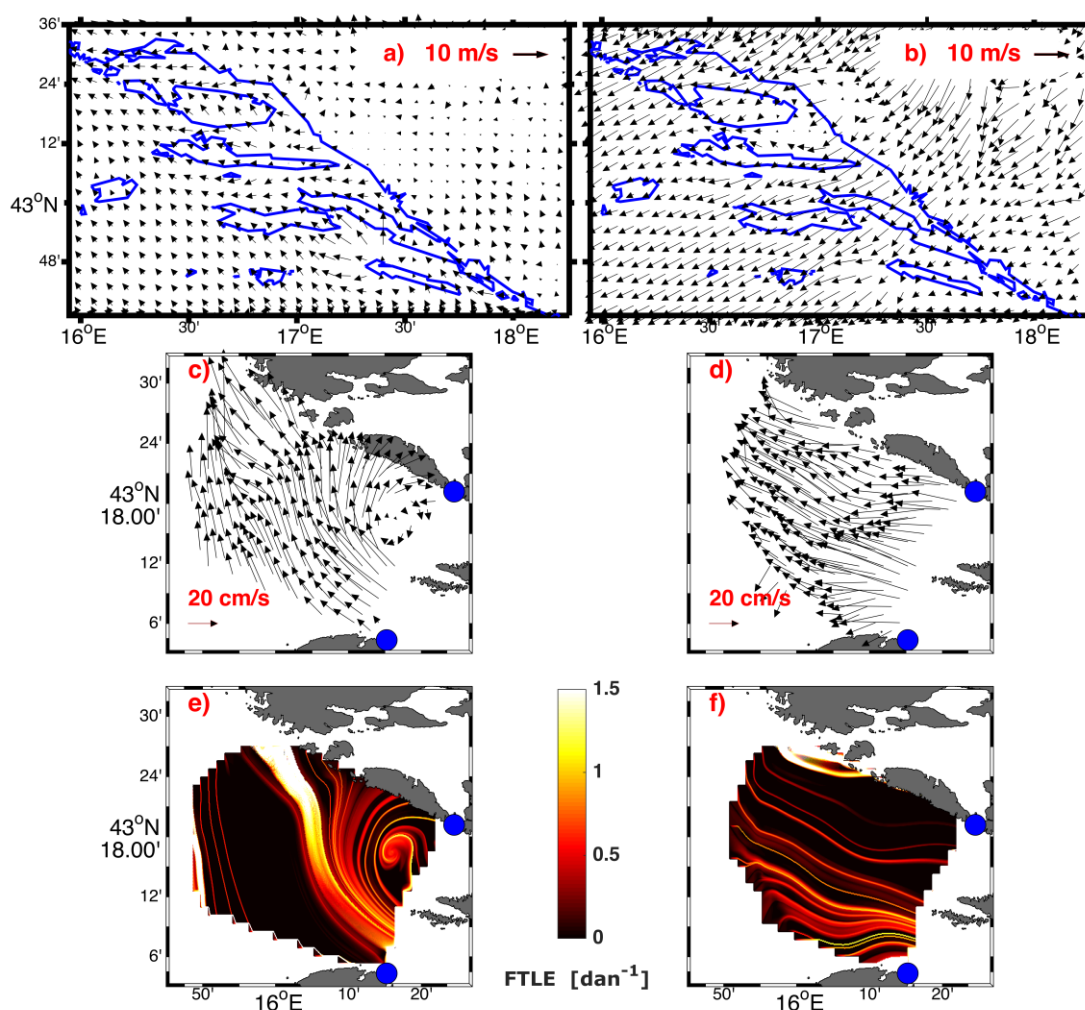 36'
a) 10 m/s
b) 10 m/s
24'
12'
43°N
48'
16°E 30' 17°E 30' 18°E
16°E 30' 17°E 30' 18°E
c)
d)
30'
24'
43°N
18.00'
12'
20 cm/s
20 cm/s
6'
e)
1.5
f)
30'
24'
1
43°N
18.00'
0.5
12'
6'
0
FTLE [dan⁻¹]
50' 16°E 10' 20'
50' 16°E 10' 20'